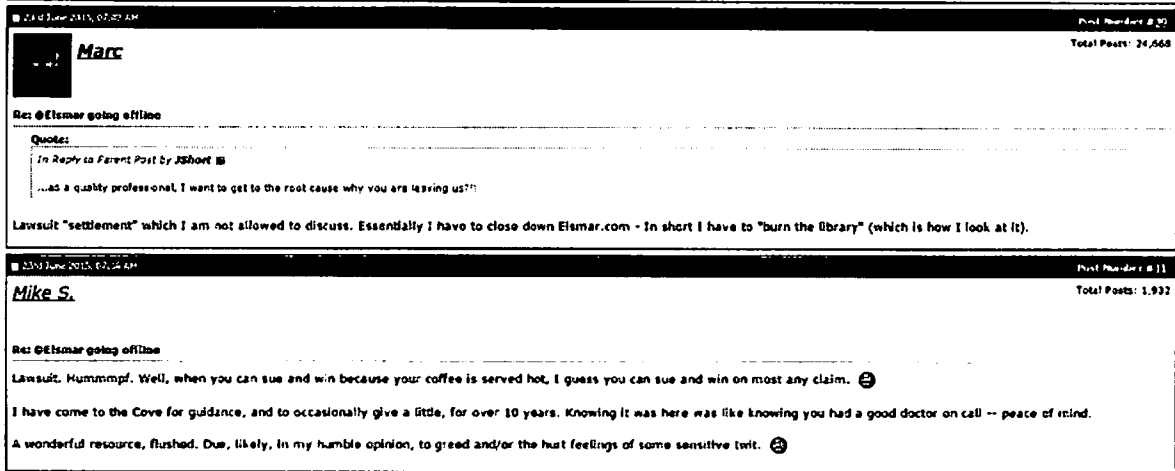 23rd June 2015, 07:02 AM
Post Number #
Marc
Total Posts: 24,668
Re: @Elsmar going offline
Quote:
In Reply to Parent Post by JShort
...as a quality professional, I want to get to the root cause why you are leaving us?!!
Lawsuit "settlement" which I am not allowed to discuss. Essentially I have to close down Elsmar.com - In short I have to "burn the library" (which is how I look at it).
23rd June 2015, AM
Post Number #11
Mike S.
Total Posts: 1,932
Re: @Elsmar going offline
Lawsuit. Hummmpf. Well, when you can sue and win because your coffee is served hot, I guess you can sue and win on most any claim.
I have come to the Cove for guidance, and to occasionally give a little, for over 10 years. Knowing it was here was like knowing you had a good doctor on call -- peace of mind.
A wonderful resource, flushed. Due, likely, in my humble opinion, to greed and/or the hurt feelings of some sensitive twit.